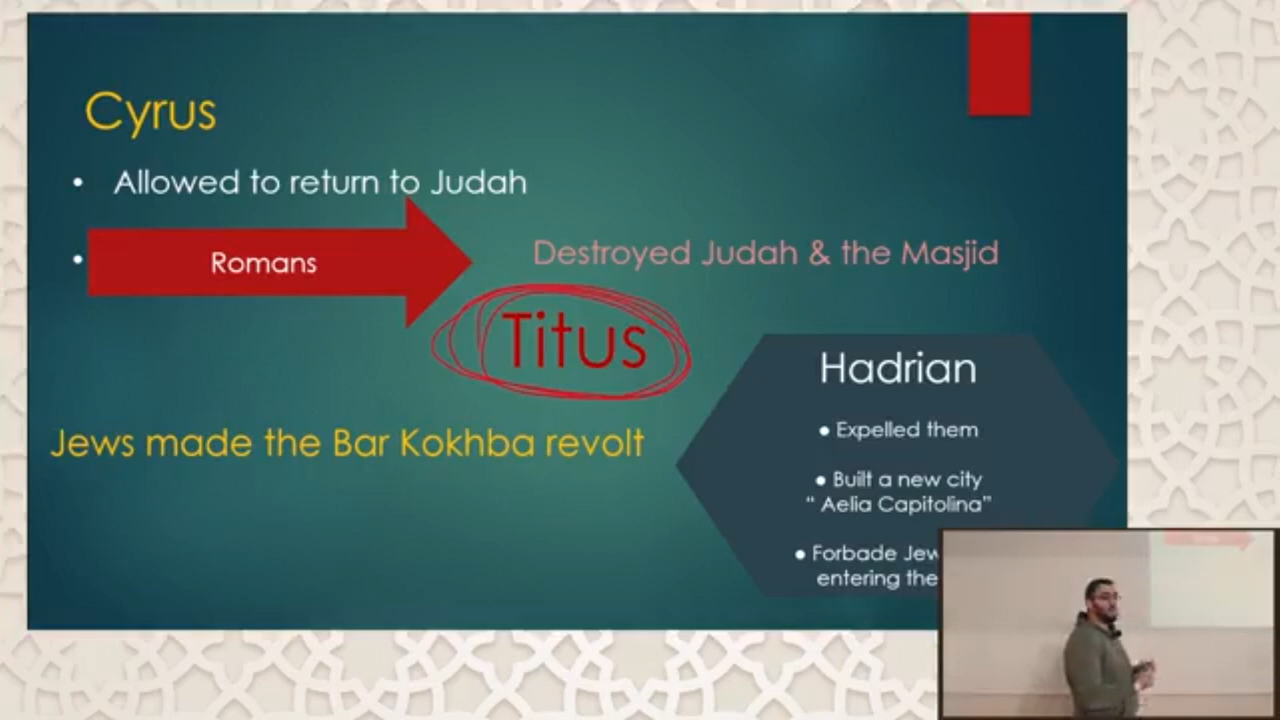 Cyrus
• Allowed to return to Judah
•
Romans
Destroyed Judah & the Masjid
Titus
Jews made the Bar Kokhba revolt
Hadrian
● Expelled them
● Built a new city
“ Aelia Capitolina”
● Forbade Jew
entering the